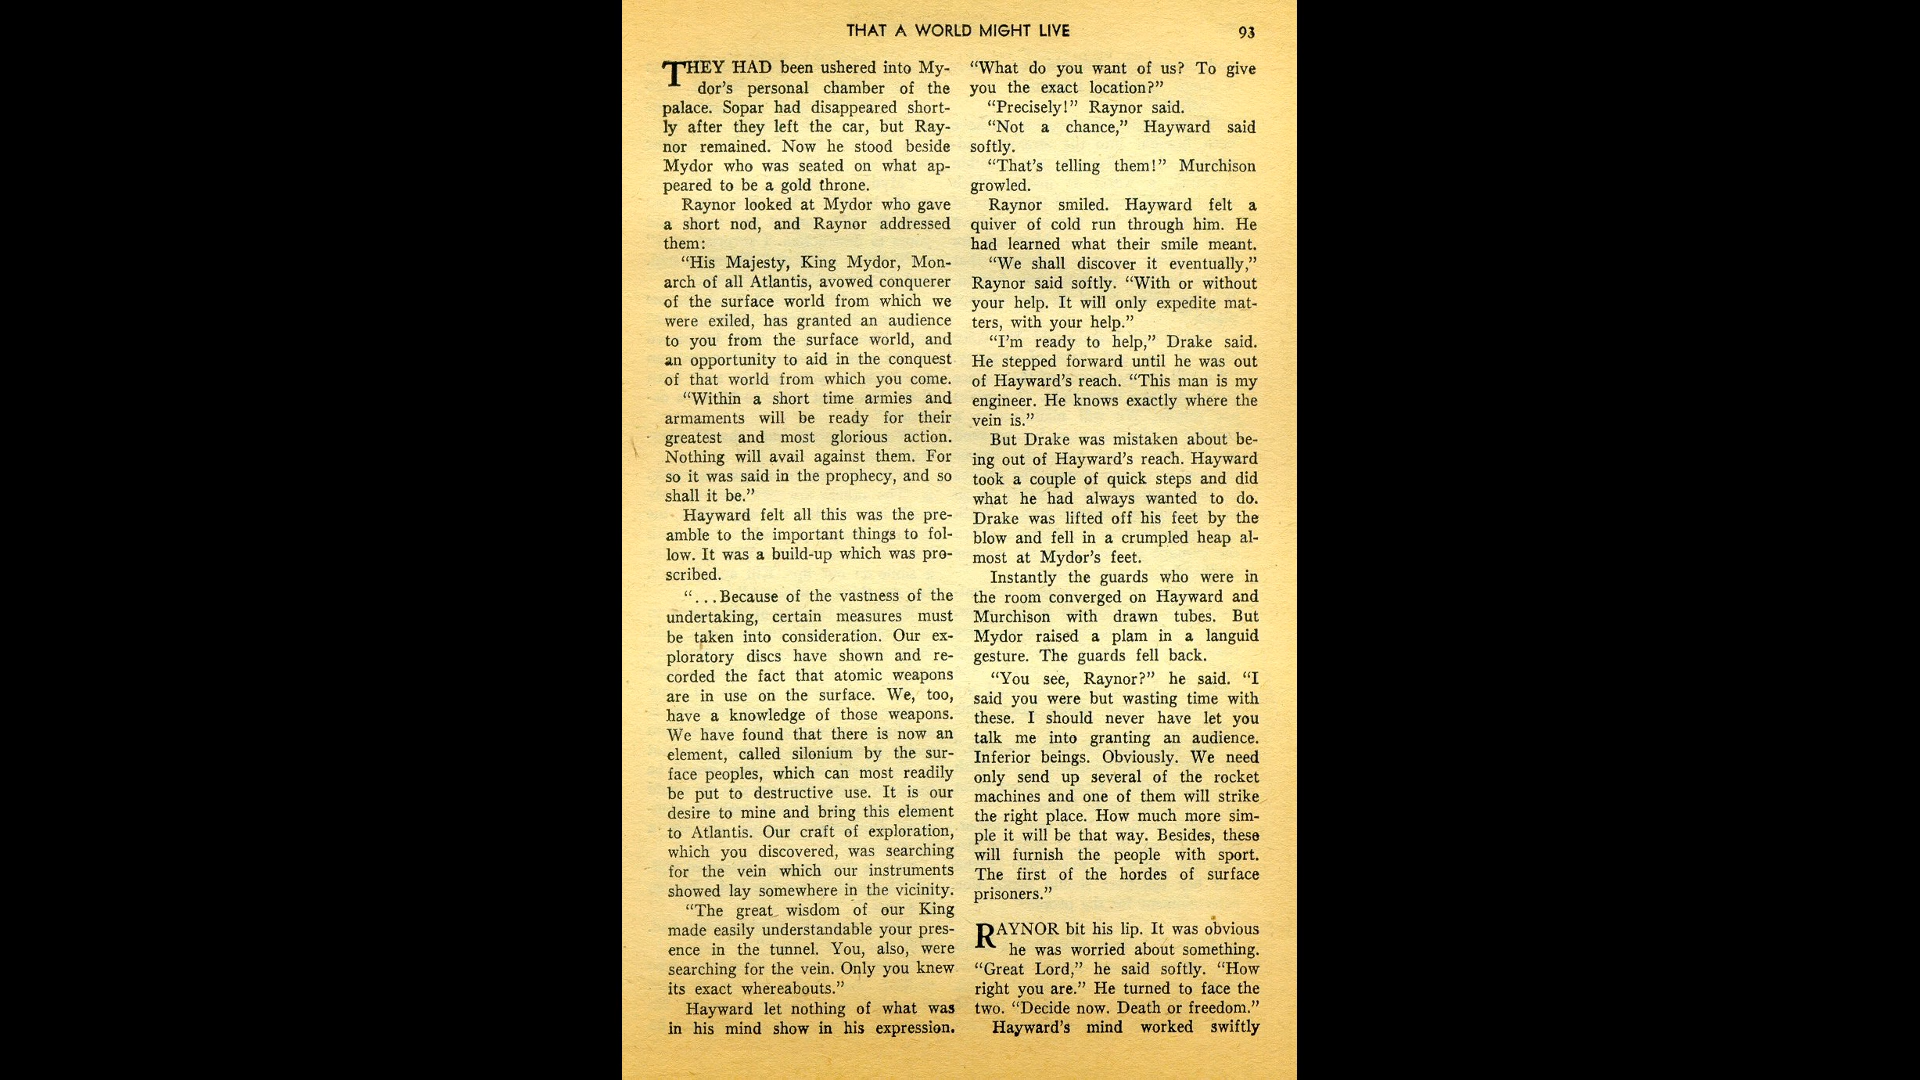 THAT A WORLD MIGHT LIVE 93
THEY HAD been ushered into My-
dor's personal chamber of the
palace. Sopar had disappeared short-
ly after they left the car, but Ray-
nor remained. Now he stood beside
Mydor who was seated on what ap-
peared to be a gold throne.
Raynor looked at Mydor who gave
a short nod, and Raynor addressed
them:
“His Majesty, King Mydor, Mon-
arch of all Atlantis, avowed conquerer
of the surface world from which we
were exiled, has granted an audience
to you from the surface world, and
an opportunity to aid in the conquest
of that world from which you come.
“Within a short time armies and
armaments will be ready for their
greatest and most glorious action.
Nothing will avail against them. For
so it was said in the prophecy, and so
shall it be.”
Hayward felt all this was the pre-
amble to the important things to fol-
low. It was a build-up which was pro-
scribed.
“...Because of the vastness of the
undertaking, certain measures must
be taken into consideration. Our ex-
ploratory discs have shown and re-
corded the fact that atomic weapons
are in use on the surface. We, too,
have a knowledge of those weapons.
We have found that there is now an
element, called silonium by the sur-
face peoples, which can most readily
be put to destructive use. It is our
desire to mine and bring this element
to Atlantis. Our craft of exploration,
which you discovered, was searching
for the vein which our instruments
showed lay somewhere in the vicinity.
“The great wisdom of our King
made easily understandable your pres-
ence in the tunnel. You, also, were
searching for the vein. Only you knew
its exact whereabouts.”
Hayward let nothing of what was
in his mind show in his expression.
“What do you want of us? To give
you the exact location?”
“Precisely!” Raynor said.
“Not a chance,” Hayward said
softly.
“That's telling them!” Murchison
growled.
Raynor smiled. Hayward felt a
quiver of cold run through him. He
had learned what their smile meant.
“We shall discover it eventually,”
Raynor said softly. “With or without
your help. It will only expedite mat-
ters, with your help.”
“I'm ready to help,” Drake said.
He stepped forward until he was out
of Hayward's reach. “This man is my
engineer. He knows exactly where the
vein is.”
But Drake was mistaken about be-
ing out of Hayward's reach. Hayward
took a couple of quick steps and did
what he had always wanted to do.
Drake was lifted off his feet by the
blow and fell in a crumpled heap al-
most at Mydor's feet.
Instantly the guards who were in
the room converged on Hayward and
Murchison with drawn tubes. But
Mydor raised a plam in a languid
gesture. The guards fell back.
“You see, Raynor?” he said. “I
said you were but wasting time with
these. I should never have let you
talk me into granting an audience.
Inferior beings. Obviously. We need
only send up several of the rocket
machines and one of them will strike
the right place. How much more sim-
ple it will be that way. Besides, these
will furnish the people with sport.
The first of the hordes of surface
prisoners.”
RAYNOR bit his lip. It was obvious
he was worried about something.
“Great Lord,” he said softly. “How
right you are.” He turned to face the
two. “Decide now. Death or freedom.”
Hayward's mind worked swiftly